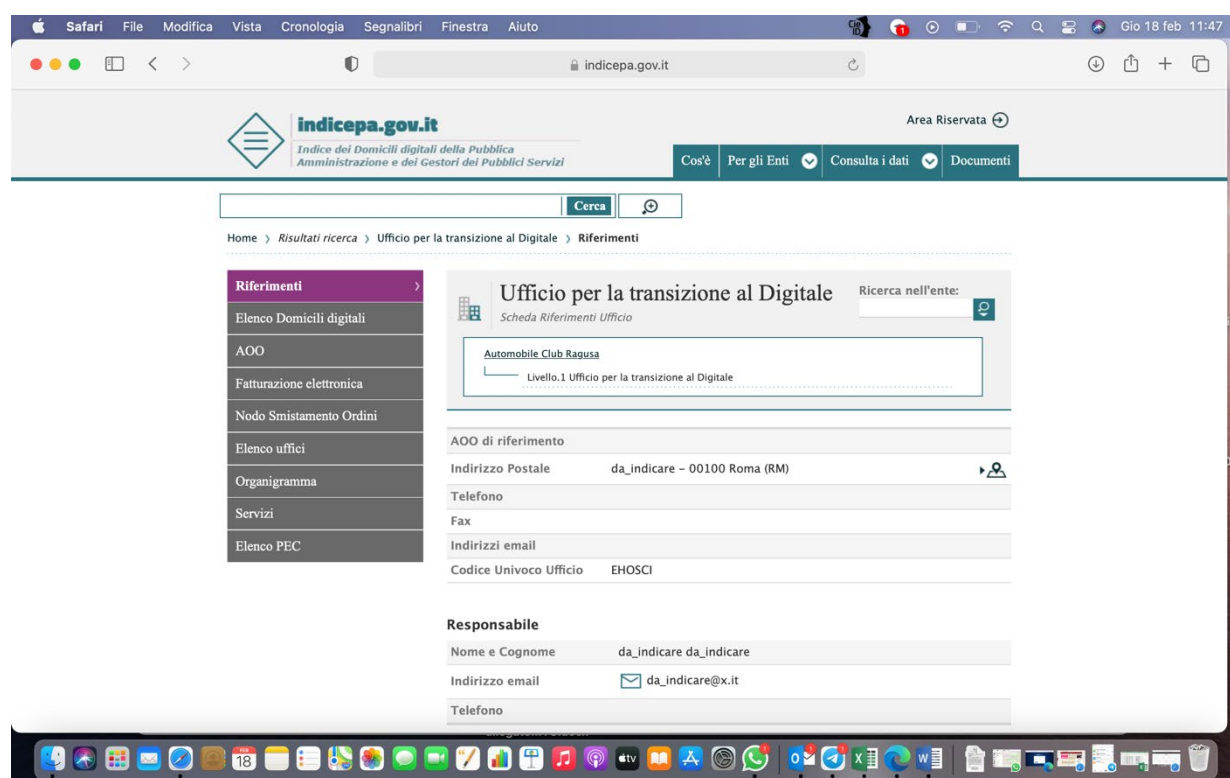 Safari File Modifica Vista Cronologia Segnalibri Finestra Aiuto Gio 18 feb 11:47
indicepa.gov.it
indicepa.gov.it
Indice dei Domicili digitali della Pubblica
Amministrazione e dei Gestori dei Pubblici Servizi
Area Riservata
Cos'è Per gli Enti Consulta i dati Documenti
Cerca
Home > Risultati ricerca > Ufficio per la transizione al Digitale > Riferimenti
Riferimenti
Elenco Domicili digitali
AOO
Fatturazione elettronica
Nodo Smistamento Ordini
Elenco uffici
Organigramma
Servizi
Elenco PEC
Ufficio per la transizione al Digitale
Scheda Riferimenti Ufficio
Ricerca nell'ente:
Automobile Club Ragusa
Livello.1 Ufficio per la transizione al Digitale
AOO di riferimento
Indirizzo Postale da_indicare – 00100 Roma (RM)
Telefono
Fax
Indirizzi email
Codice Univoco Ufficio EHOSCI
Responsabile
Nome e Cognome da_indicare da_indicare
Indirizzo email da_indicare@x.it
Telefono
FEB
18
tv